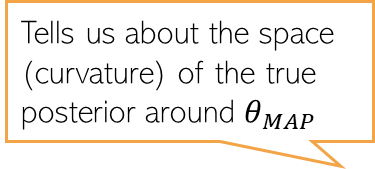 Tells us about the space
(curvature) of the true
posterior around θ_MAP